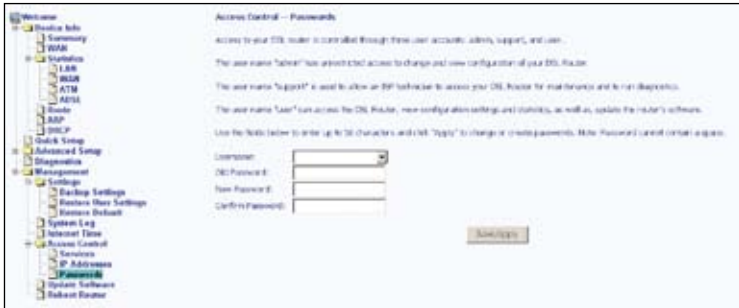 Welcome
Device Info
Summary
WAN
Statistics
LAN
WAN
ATM
ADSL
Route
ARP
DHCP
Quick Setup
Advanced Setup
Diagnostics
Management
Settings
Backup Settings
Restore User Settings
Restore Default
System Log
Internet Time
Access Control
Services
IP Addresses
Passwords
Update Software
Reboot Router
Access Control -- Passwords
Access to your DSL router is controlled through three user accounts: admin, support, and user.
The user name "admin" has unrestricted access to change and view configuration of your DSL Router.
The user name "support" is used to allow an ISP technician to access your DSL Router for maintenance and to run diagnostics.
The user name "user" can access the DSL Router, view configuration settings and statistics, as well as, update the router's software.
Use the fields below to enter up to 16 characters and click "Apply" to change or create passwords. Note: Password cannot contain a space.
Username:
Old Password:
New Password:
Confirm Password:
Save/Apply